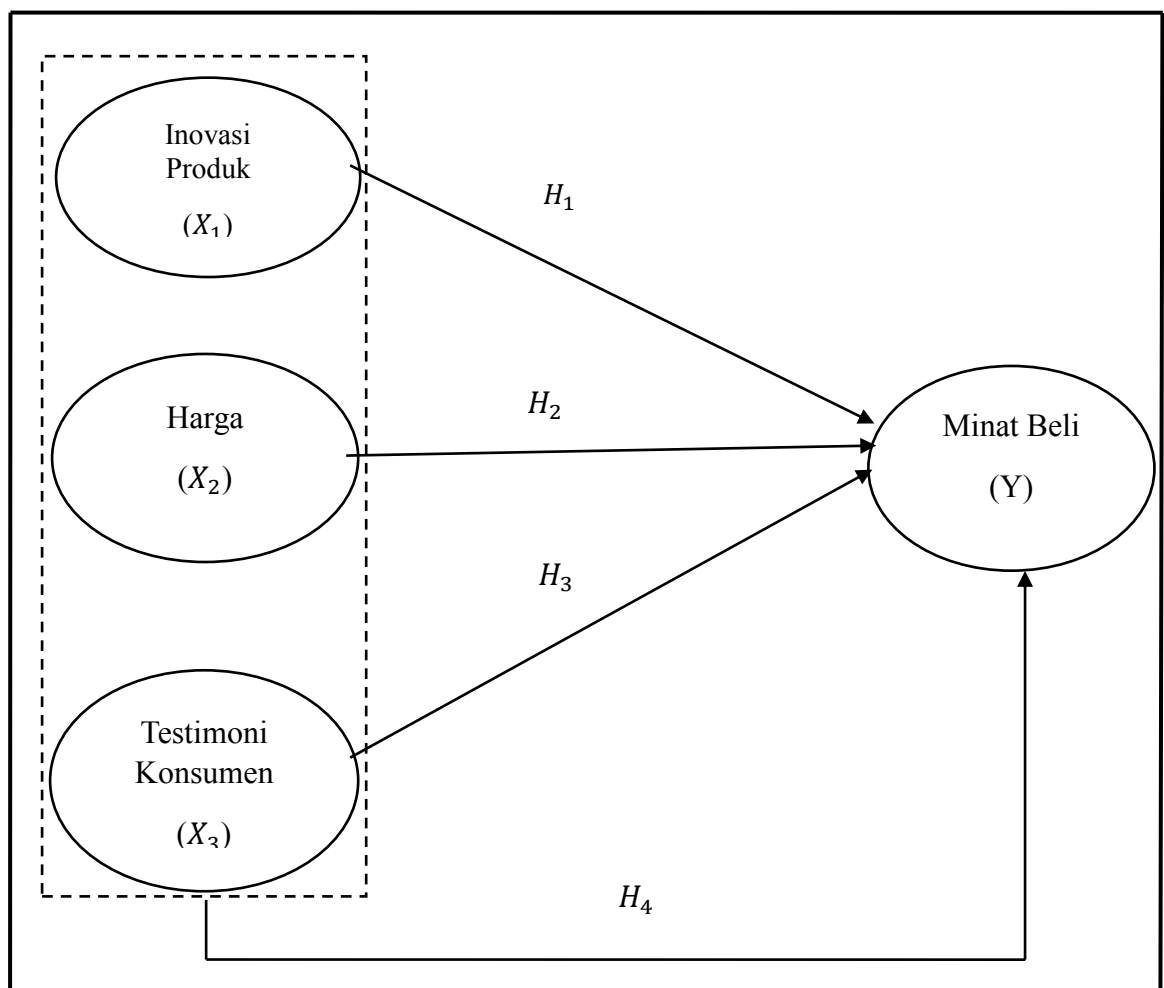 Inovasi
Produk
(𝑋₁)
𝐻₁
Harga
(𝑋₂)
𝐻₂
Minat Beli
(Y)
𝐻₃
Testimoni
Konsumen
(𝑋₃)
𝐻₄